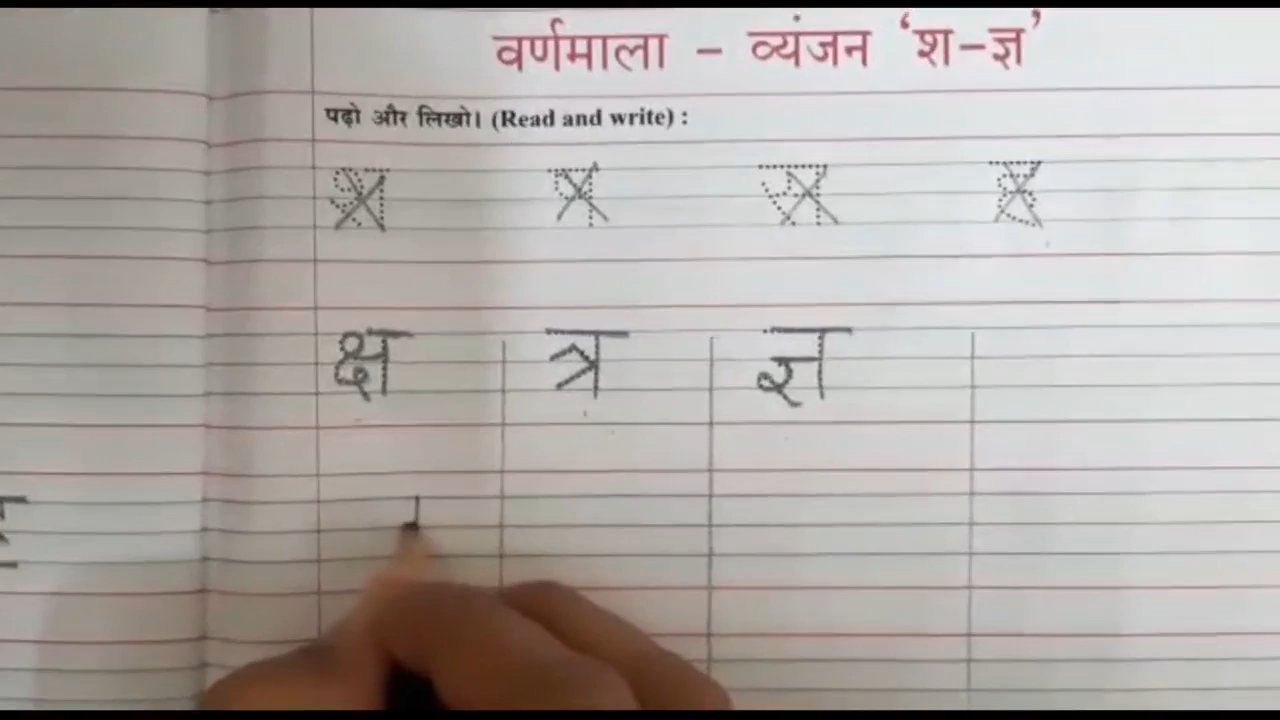 वर्णमाला - व्यंजन ‘श-ज्ञ’
पढ़ो और लिखो। (Read and write) :
श ष स ह
क्ष त्र ज्ञ